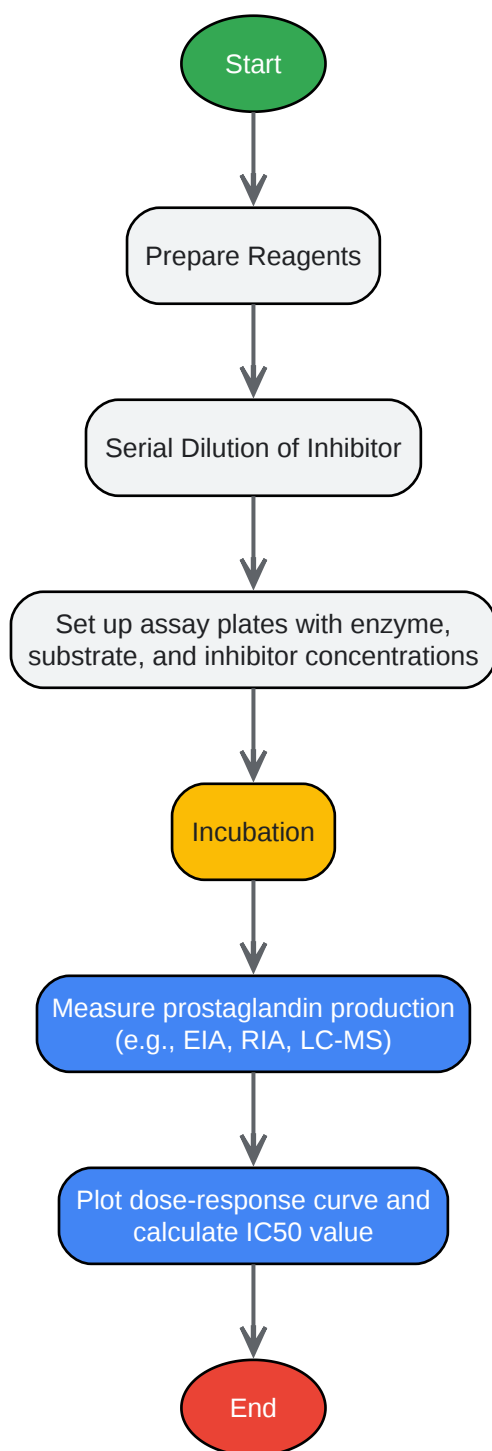 Start
Prepare Reagents
Serial Dilution of Inhibitor
Set up assay plates with enzyme,
substrate, and inhibitor concentrations
Incubation
Measure prostaglandin production
(e.g., EIA, RIA, LC-MS)
Plot dose-response curve and
calculate IC50 value
End